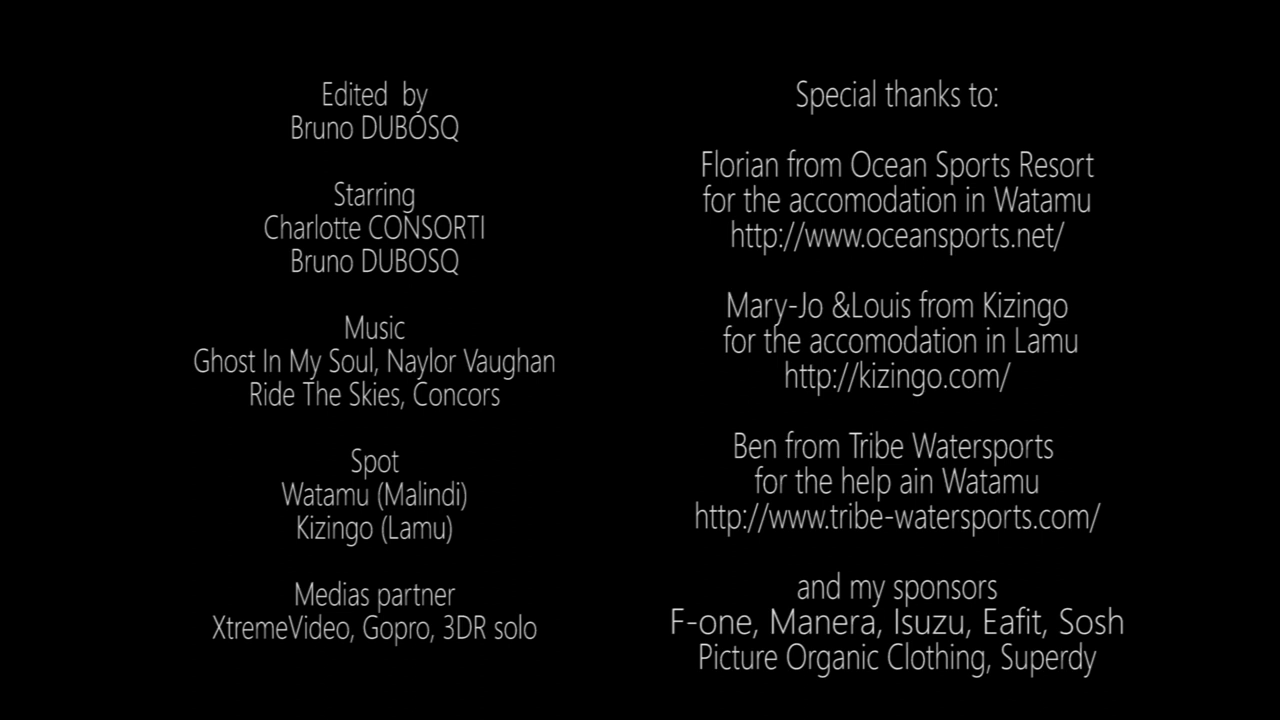 Edited by
Bruno DUBOSQ
Starring
Charlotte CONSORTI
Bruno DUBOSQ
Music
Ghost In My Soul, Naylor Vaughan
Ride The Skies, Concors
Spot
Watamu (Malindi)
Kizingo (Lamu)
Medias partner
XtremeVideo, Gopro, 3DR solo
Special thanks to:
Florian from Ocean Sports Resort
for the accomodation in Watamu
http://www.oceansports.net/
Mary-Jo &Louis from Kizingo
for the accomodation in Lamu
http://kizingo.com/
Ben from Tribe Watersports
for the help ain Watamu
http://www.tribe-watersports.com/
and my sponsors
F-one, Manera, Isuzu, Eafit, Sosh
Picture Organic Clothing, Superdy